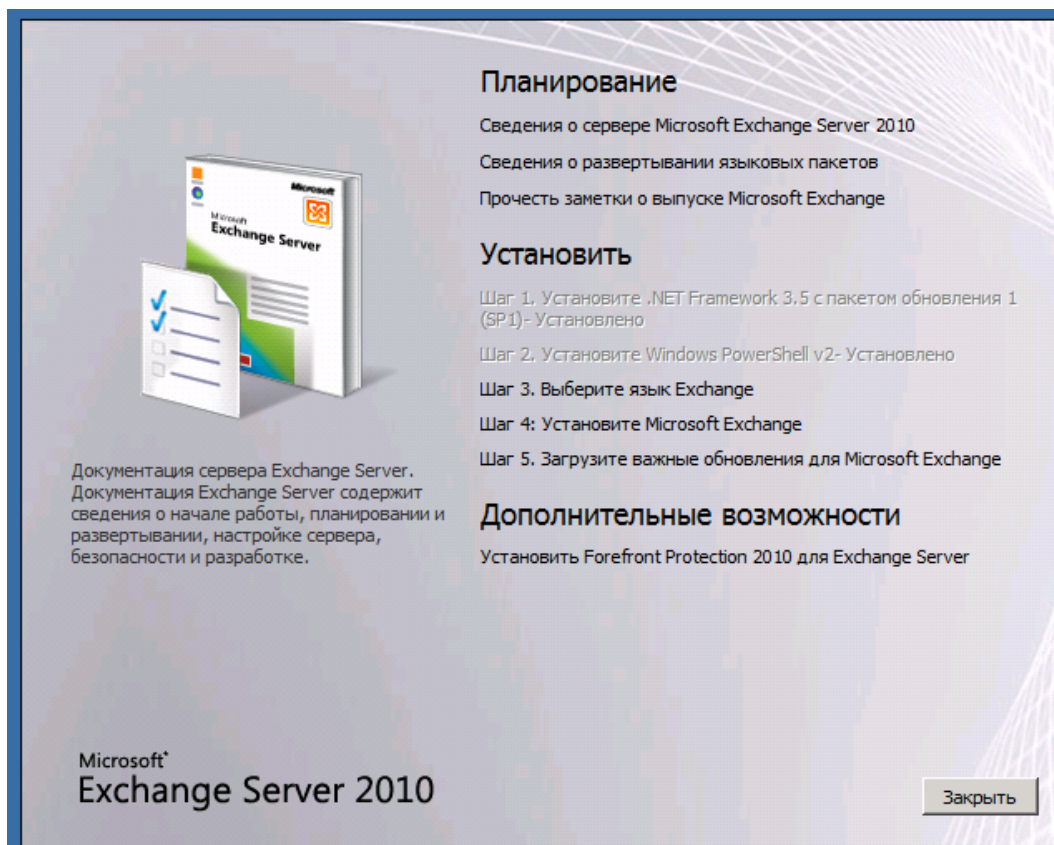 Планирование
Сведения о сервере Microsoft Exchange Server 2010
Сведения о развертывании языковых пакетов
Прочесть заметки о выпуске Microsoft Exchange
Microsoft
Microsoft
Exchange Server
Установить
Шаг 1. Установите .NET Framework 3.5 с пакетом обновления 1
(SP1)- Установлено
Шаг 2. Установите Windows PowerShell v2- Установлено
Шаг 3. Выберите язык Exchange
Шаг 4: Установите Microsoft Exchange
Шаг 5. Загрузите важные обновления для Microsoft Exchange
Документация сервера Exchange Server.
Документация Exchange Server содержит
сведения о начале работы, планировании и
развертывании, настройке сервера,
безопасности и разработке.
Дополнительные возможности
Установить Forefront Protection 2010 для Exchange Server
Microsoft
Exchange Server 2010
Закрыть